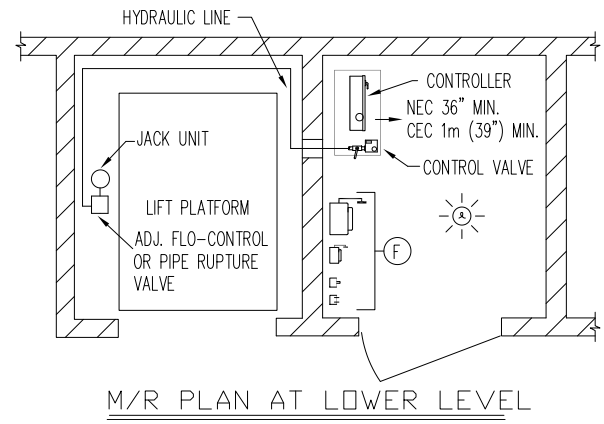 HYDRAULIC LINE
CONTROLLER
NEC 36" MIN.
CEC 1m (39") MIN.
CONTROL VALVE
JACK UNIT
LIFT PLATFORM
ADJ. FLO-CONTROL
OR PIPE RUPTURE
VALVE
F
M/R PLAN AT LOWER LEVEL